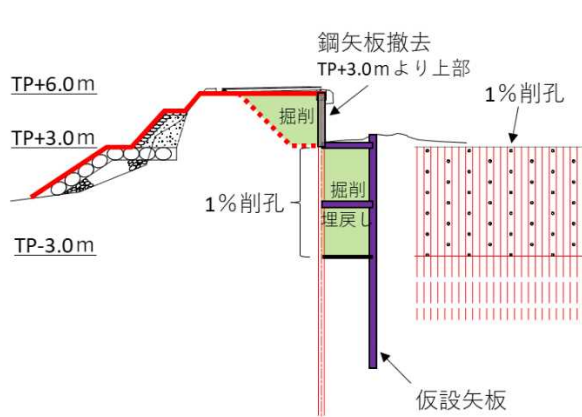 鋼矢板撤去
TP+3.0mより上部
TP+6.0m
1%削孔
掘削
TP+3.0m
1%削孔
掘削
埋戻し
TP-3.0m
仮設矢板